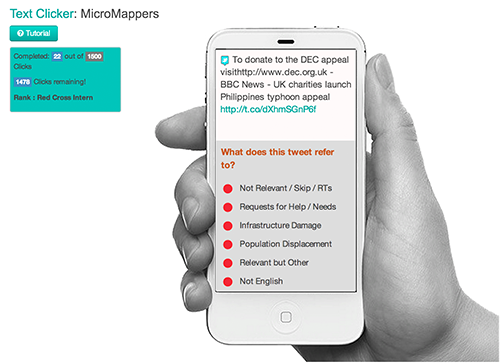 Text Clicker: MicroMappers
Tutorial
Completed: 22 out of 1500
Clicks
1478 Clicks remaining!
Rank : Red Cross Intern
To donate to the DEC appeal
visithttp://www.dec.org.uk -
BBC News - UK charities launch
Philippines typhoon appeal
http://t.co/dXhmSGnP6f
What does this tweet refer
to?
Not Relevant / Skip / RTs
Requests for Help / Needs
Infrastructure Damage
Population Displacement
Relevant but Other
Not English